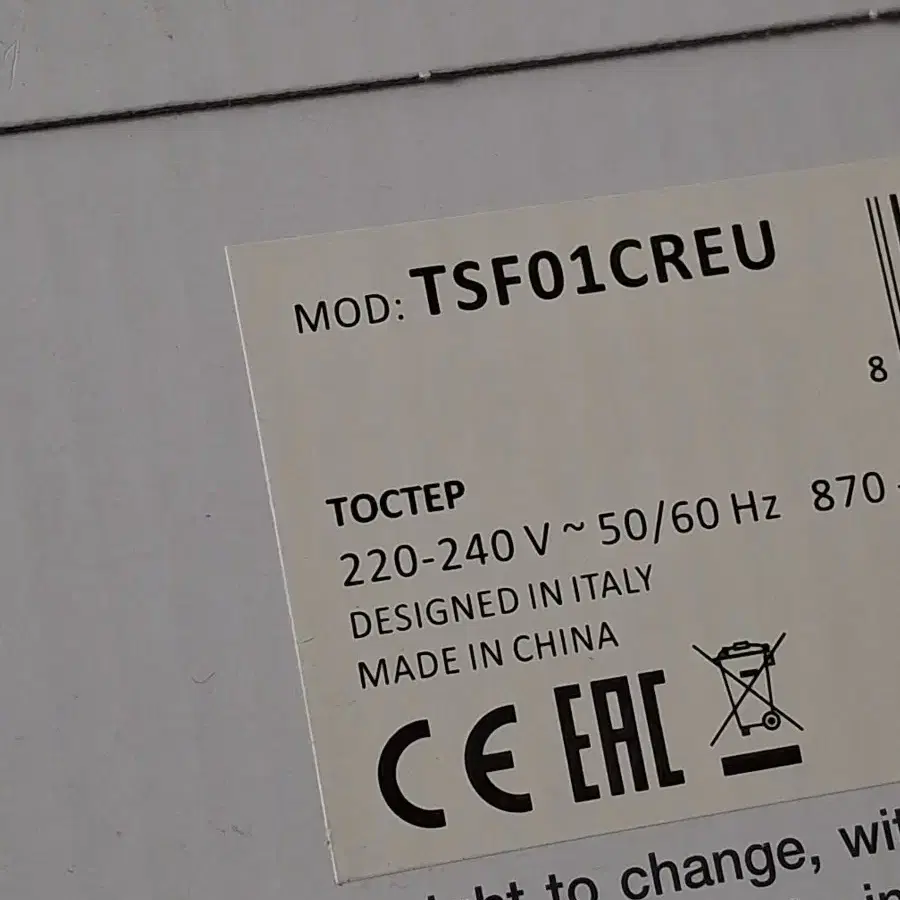 MOD: TSF01CREU
8
ТОСТЕР
220-240 V ~ 50/60 Hz 870
DESIGNED IN ITALY
MADE IN CHINA
CE EAC
to change,